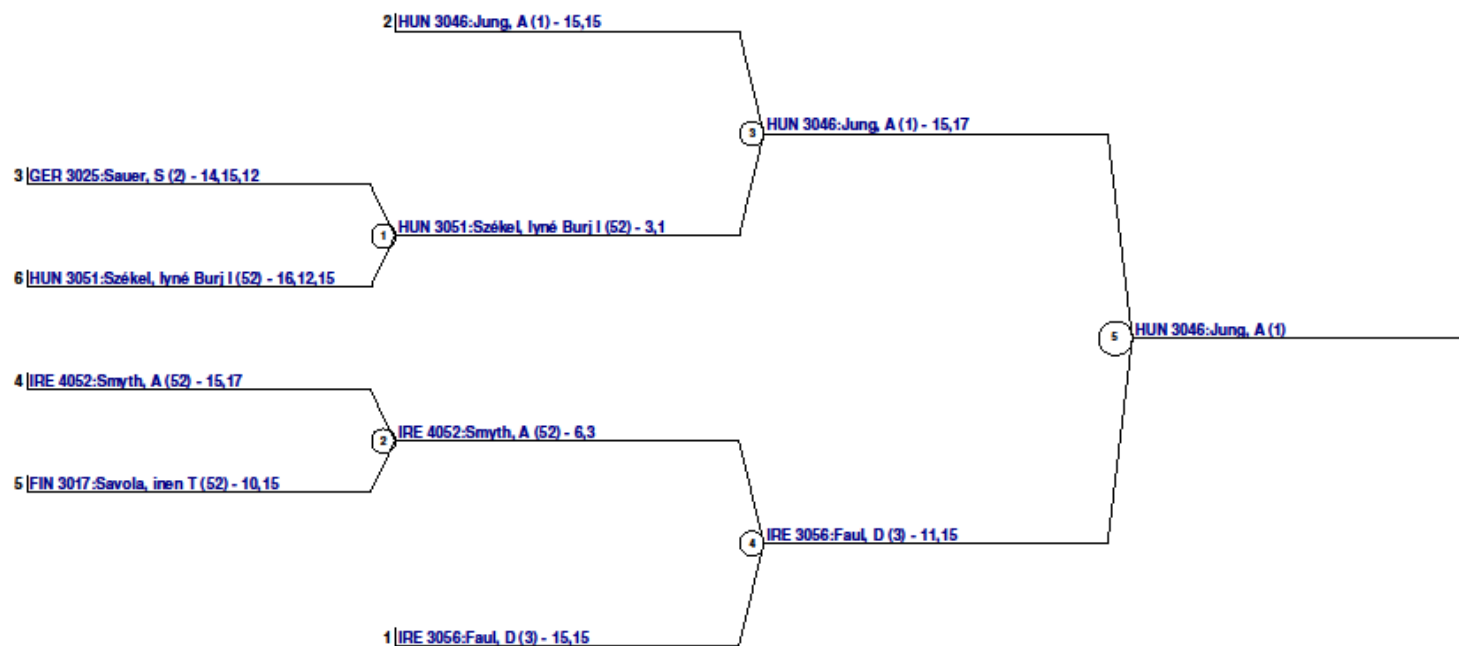 2 HUN 3046:Jung, A (1) - 15,15
3 HUN 3046:Jung, A (1) - 15,17
3 GER 3025:Sauer, S (2) - 14,15,12
1 HUN 3051:Székel, lyné Burj I (52) - 3,1
6 HUN 3051:Székel, lyné Burj I (52) - 16,12,15
5 HUN 3046:Jung, A (1)
4 IRE 4052:Smyth, A (52) - 15,17
2 IRE 4052:Smyth, A (52) - 6,3
5 FIN 3017:Savola, inen T (52) - 10,15
4 IRE 3056:Faul, D (3) - 11,15
1 IRE 3056:Faul, D (3) - 15,15